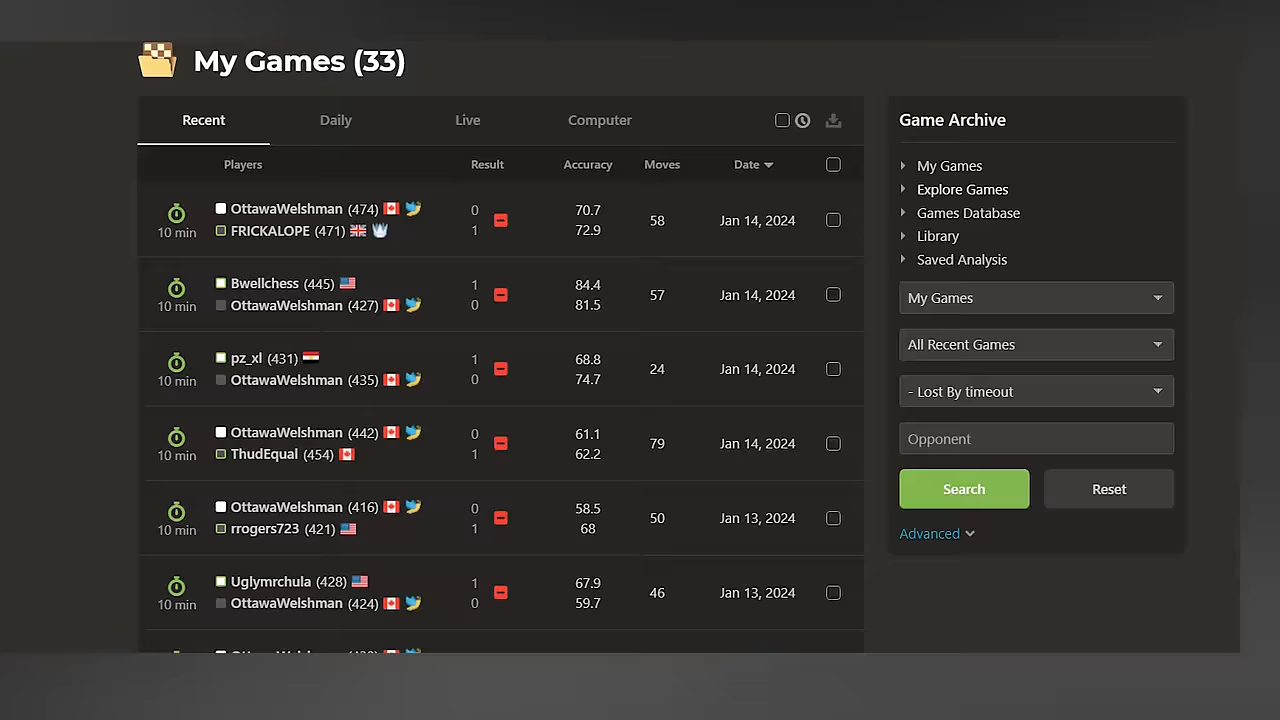 My Games (33)
Recent Daily Live Computer
Players Result Accuracy Moves Date
10 min
OttawaWelshman (474) 0 70.7
FRICKALOPE (471) 1 72.9
58 Jan 14, 2024
10 min
Bwellchess (445) 1 84.4
OttawaWelshman (427) 0 81.5
57 Jan 14, 2024
10 min
pz_xl (431) 1 68.8
OttawaWelshman (435) 0 74.7
24 Jan 14, 2024
10 min
OttawaWelshman (442) 0 61.1
ThudEqual (454) 1 62.2
79 Jan 14, 2024
10 min
OttawaWelshman (416) 0 58.5
rrogers723 (421) 1 68
50 Jan 13, 2024
10 min
Uglymrchula (428) 1 67.9
OttawaWelshman (424) 0 59.7
46 Jan 13, 2024
Game Archive
My Games
Explore Games
Games Database
Library
Saved Analysis
My Games
All Recent Games
- Lost By timeout
Opponent
Search Reset
Advanced